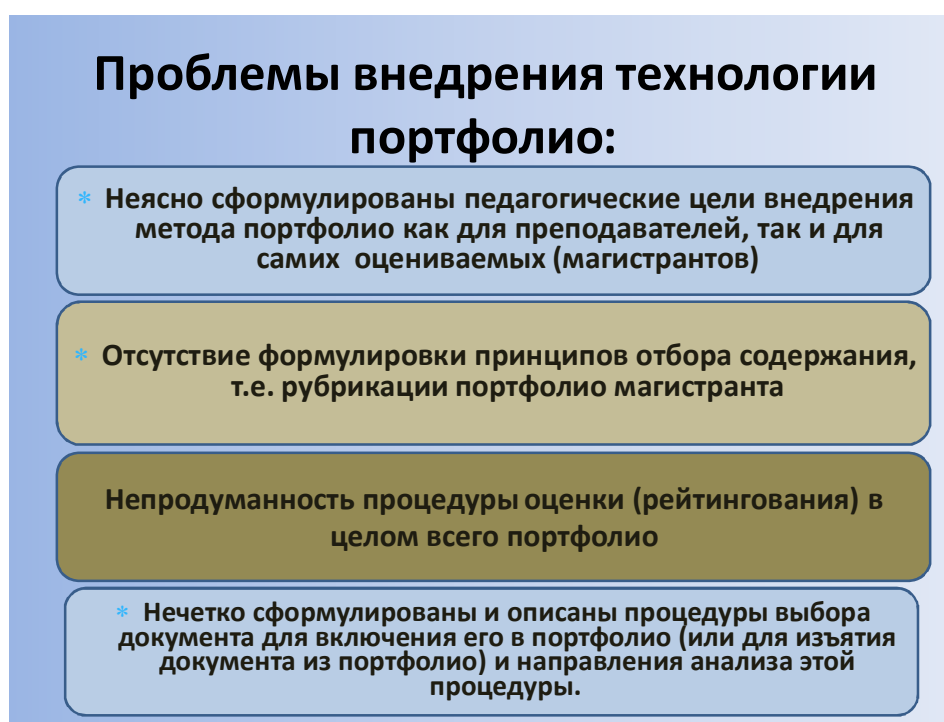 Проблемы внедрения технологии
портфолио:
* Неясно сформулированы педагогические цели внедрения
метода портфолио как для преподавателей, так и для
самих оцениваемых (магистрантов)
* Отсутствие формулировки принципов отбора содержания,
т.е. рубрикации портфолио магистранта
Непродуманность процедуры оценки (рейтингования) в
целом всего портфолио
* Нечетко сформулированы и описаны процедуры выбора
документа для включения его в портфолио (или для изъятия
документа из портфолио) и направления анализа этой
процедуры.